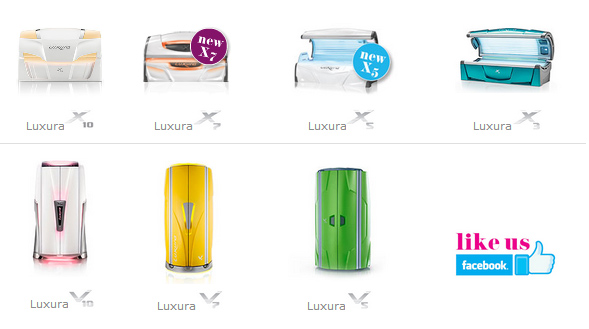 new
X7
new
X5
Luxura X10
Luxura X7
Luxura X5
Luxura X3
Luxura V10
Luxura V7
Luxura V5
like us
facebook.